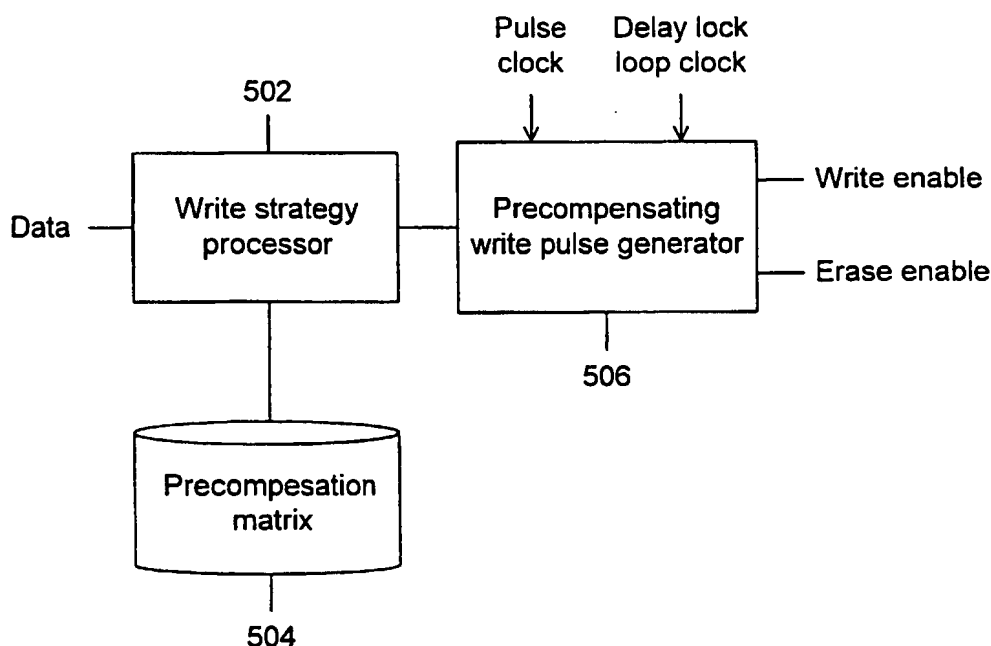 Pulse
clock
Delay lock
loop clock
502
Data
Write strategy
processor
Precompensating
write pulse generator
Write enable
Erase enable
506
Precompesation
matrix
504